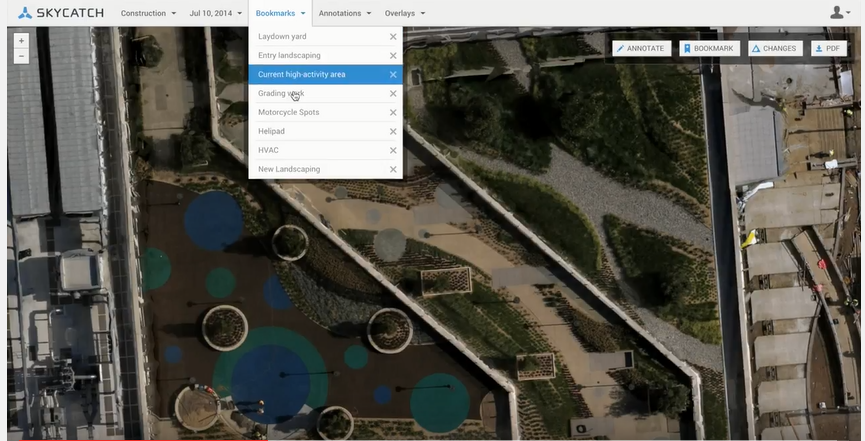 SKYCATCH
Construction
Jul 10, 2014
Bookmarks
Annotations
Overlays
Laydown yard
Entry landscaping
Current high-activity area
Grading work
Motorcycle Spots
Helipad
HVAC
New Landscaping
+
−
ANNOTATE
BOOKMARK
CHANGES
PDF